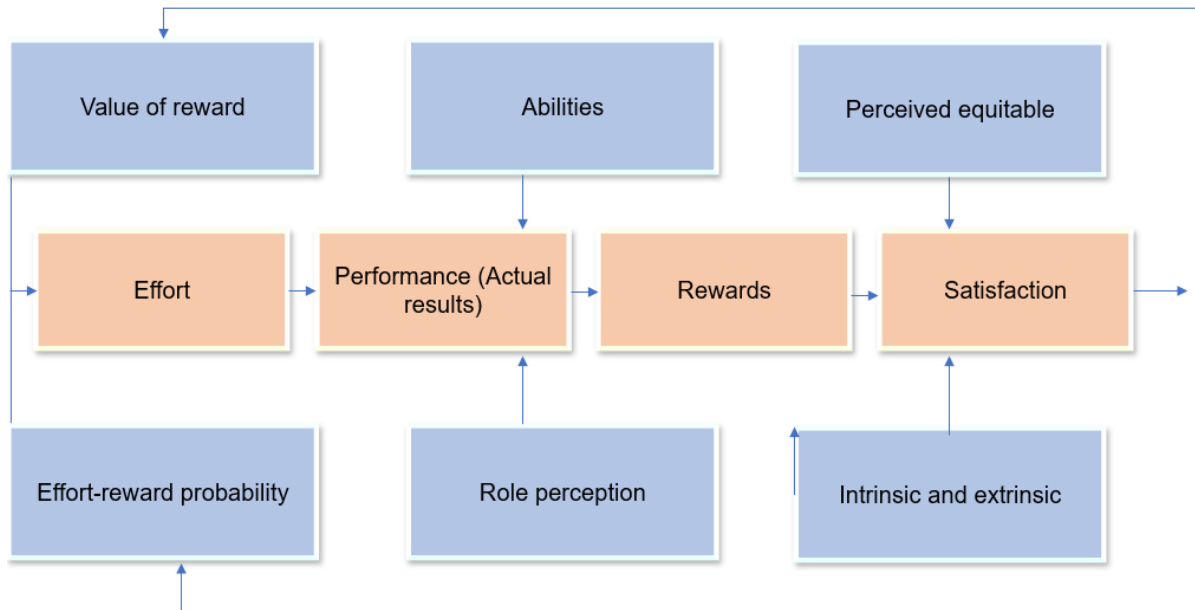 Value of reward
Abilities
Perceived equitable
Effort
Performance (Actual
results)
Rewards
Satisfaction
Effort-reward probability
Role perception
Intrinsic and extrinsic